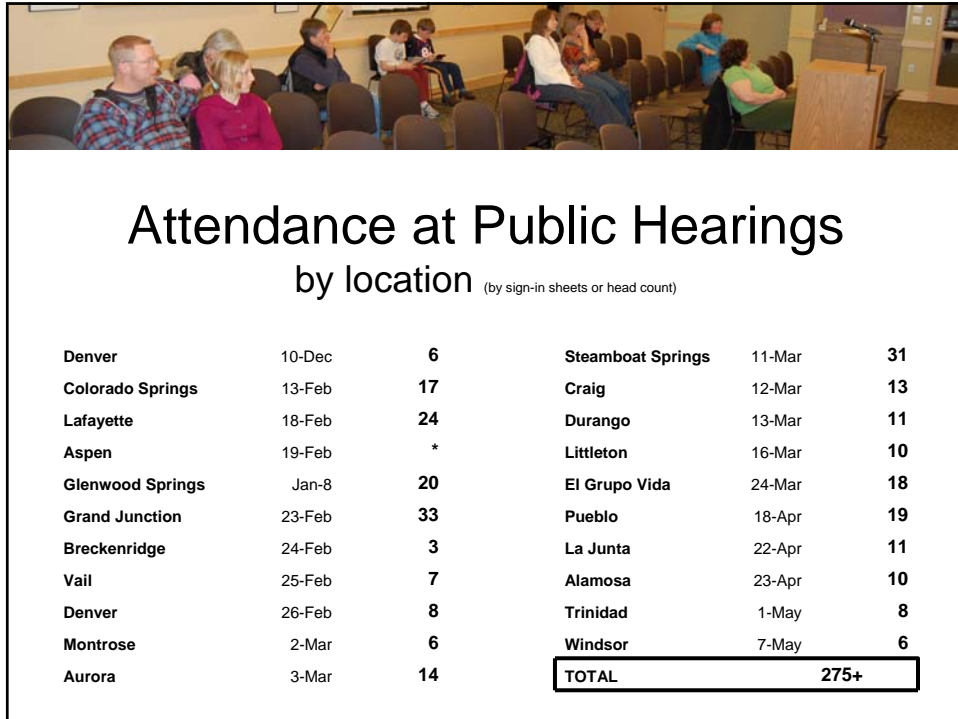 Attendance at Public Hearings
by location (by sign-in sheets or head count)
Denver 10-Dec 6
Colorado Springs 13-Feb 17
Lafayette 18-Feb 24
Aspen 19-Feb *
Glenwood Springs Jan-8 20
Grand Junction 23-Feb 33
Breckenridge 24-Feb 3
Vail 25-Feb 7
Denver 26-Feb 8
Montrose 2-Mar 6
Aurora 3-Mar 14
Steamboat Springs 11-Mar 31
Craig 12-Mar 13
Durango 13-Mar 11
Littleton 16-Mar 10
El Grupo Vida 24-Mar 18
Pueblo 18-Apr 19
La Junta 22-Apr 11
Alamosa 23-Apr 10
Trinidad 1-May 8
Windsor 7-May 6
TOTAL 275+